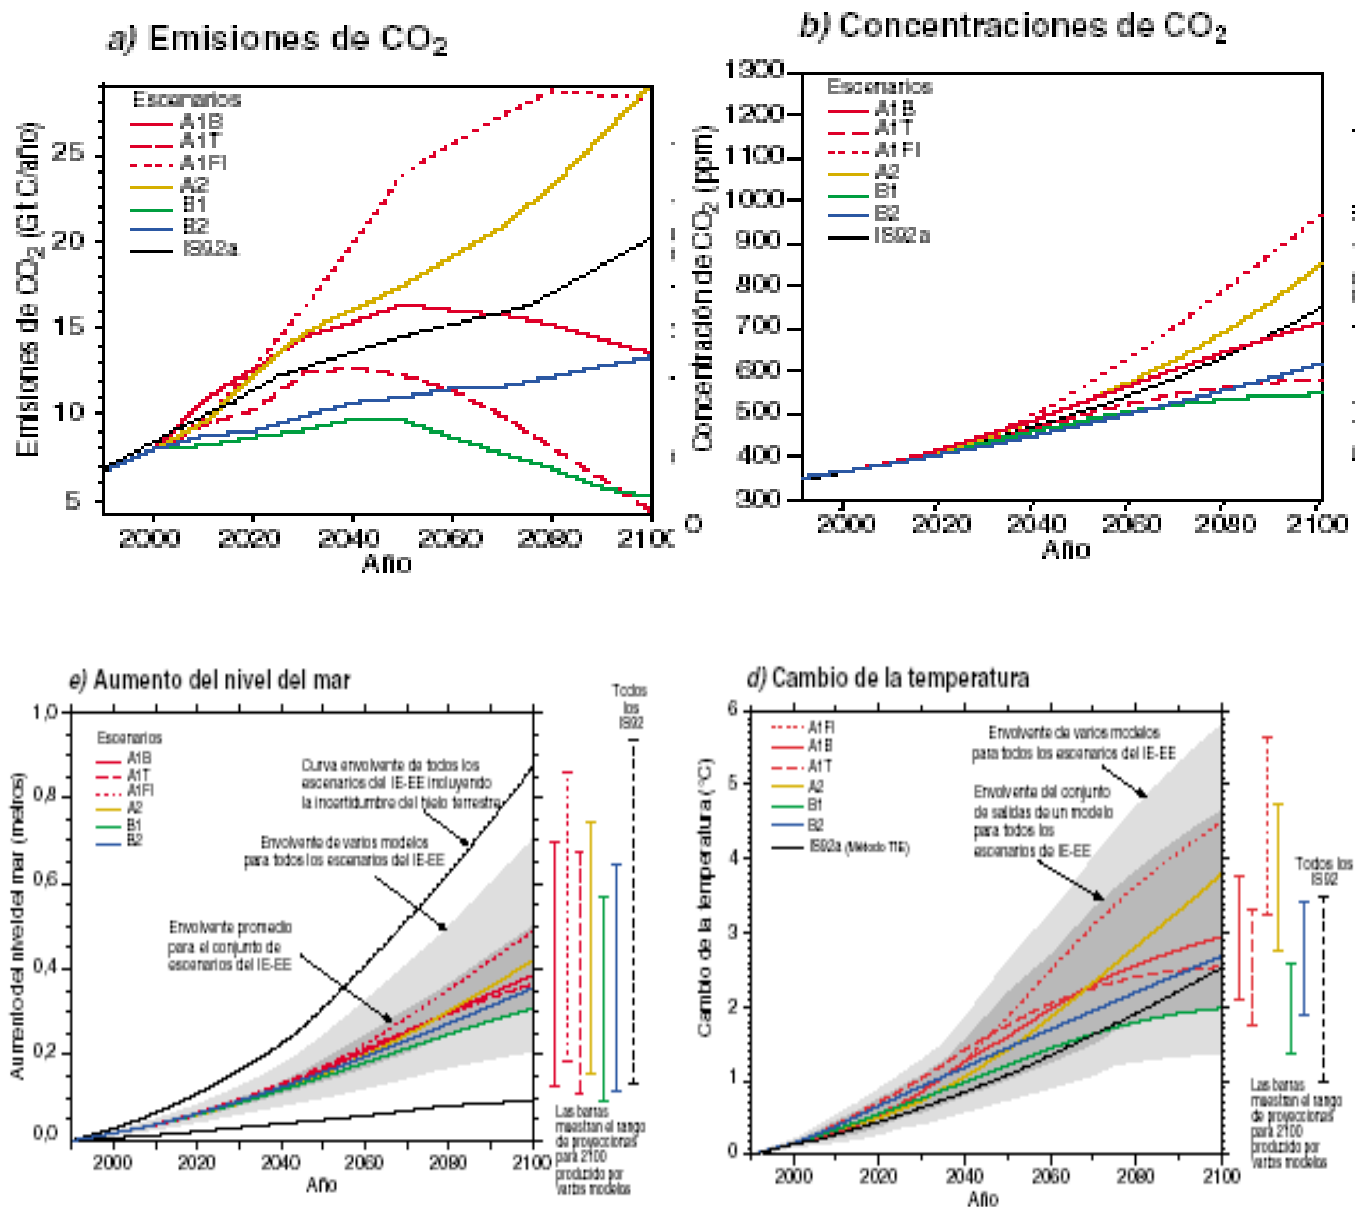 a) Emisiones de CO₂
Escenarios
A1B
A1T
A1FI
A2
B1
B2
IS92a
Emisiones de CO₂ (Gt C/año)
25
20
15
10
5
2000 2020 2040 2060 2080 2100
Año
b) Concentraciones de CO₂
Escenarios
A1B
A1T
A1FI
A2
B1
B2
IS92a
Concentración de CO₂ (ppm)
1300
1200
1100
1000
900
800
700
600
500
400
300
2000 2020 2040 2060 2080 2100
Año
e) Aumento del nivel del mar
Todos
los
IS92
Escenarios
A1B
A1T
A1FI
A2
B1
B2
Aumento del nivel del mar (metros)
1,0
0,8
0,6
0,4
0,2
0,0
Curva envolvente de todos los
escenarios del IE-EE incluyendo
la incertidumbre del hielo terrestre
Envolvente de varios modelos
para todos los escenarios del IE-EE
Envolvente promedio
para el conjunto de
escenarios del IE-EE
2000 2020 2040 2060 2080 2100
Año
Las barras
muestran el rango
de proyecciones
para 2100
producido por
varios modelos
d) Cambio de la temperatura
A1FI
A1B
A1T
A2
B1
B2
IS92a (Método TIE)
Cambio de la temperatura (°C)
6
5
4
3
2
1
0
Envolvente de varios modelos
para todos los escenarios del IE-EE
Envolvente del conjunto
de salidas de un modelo
para todos los
escenarios de IE-EE
Todos los
IS92
2000 2020 2040 2060 2080 2100
Año
Las barras
muestran el rango
de proyecciones
para 2100
producido por
varios modelos